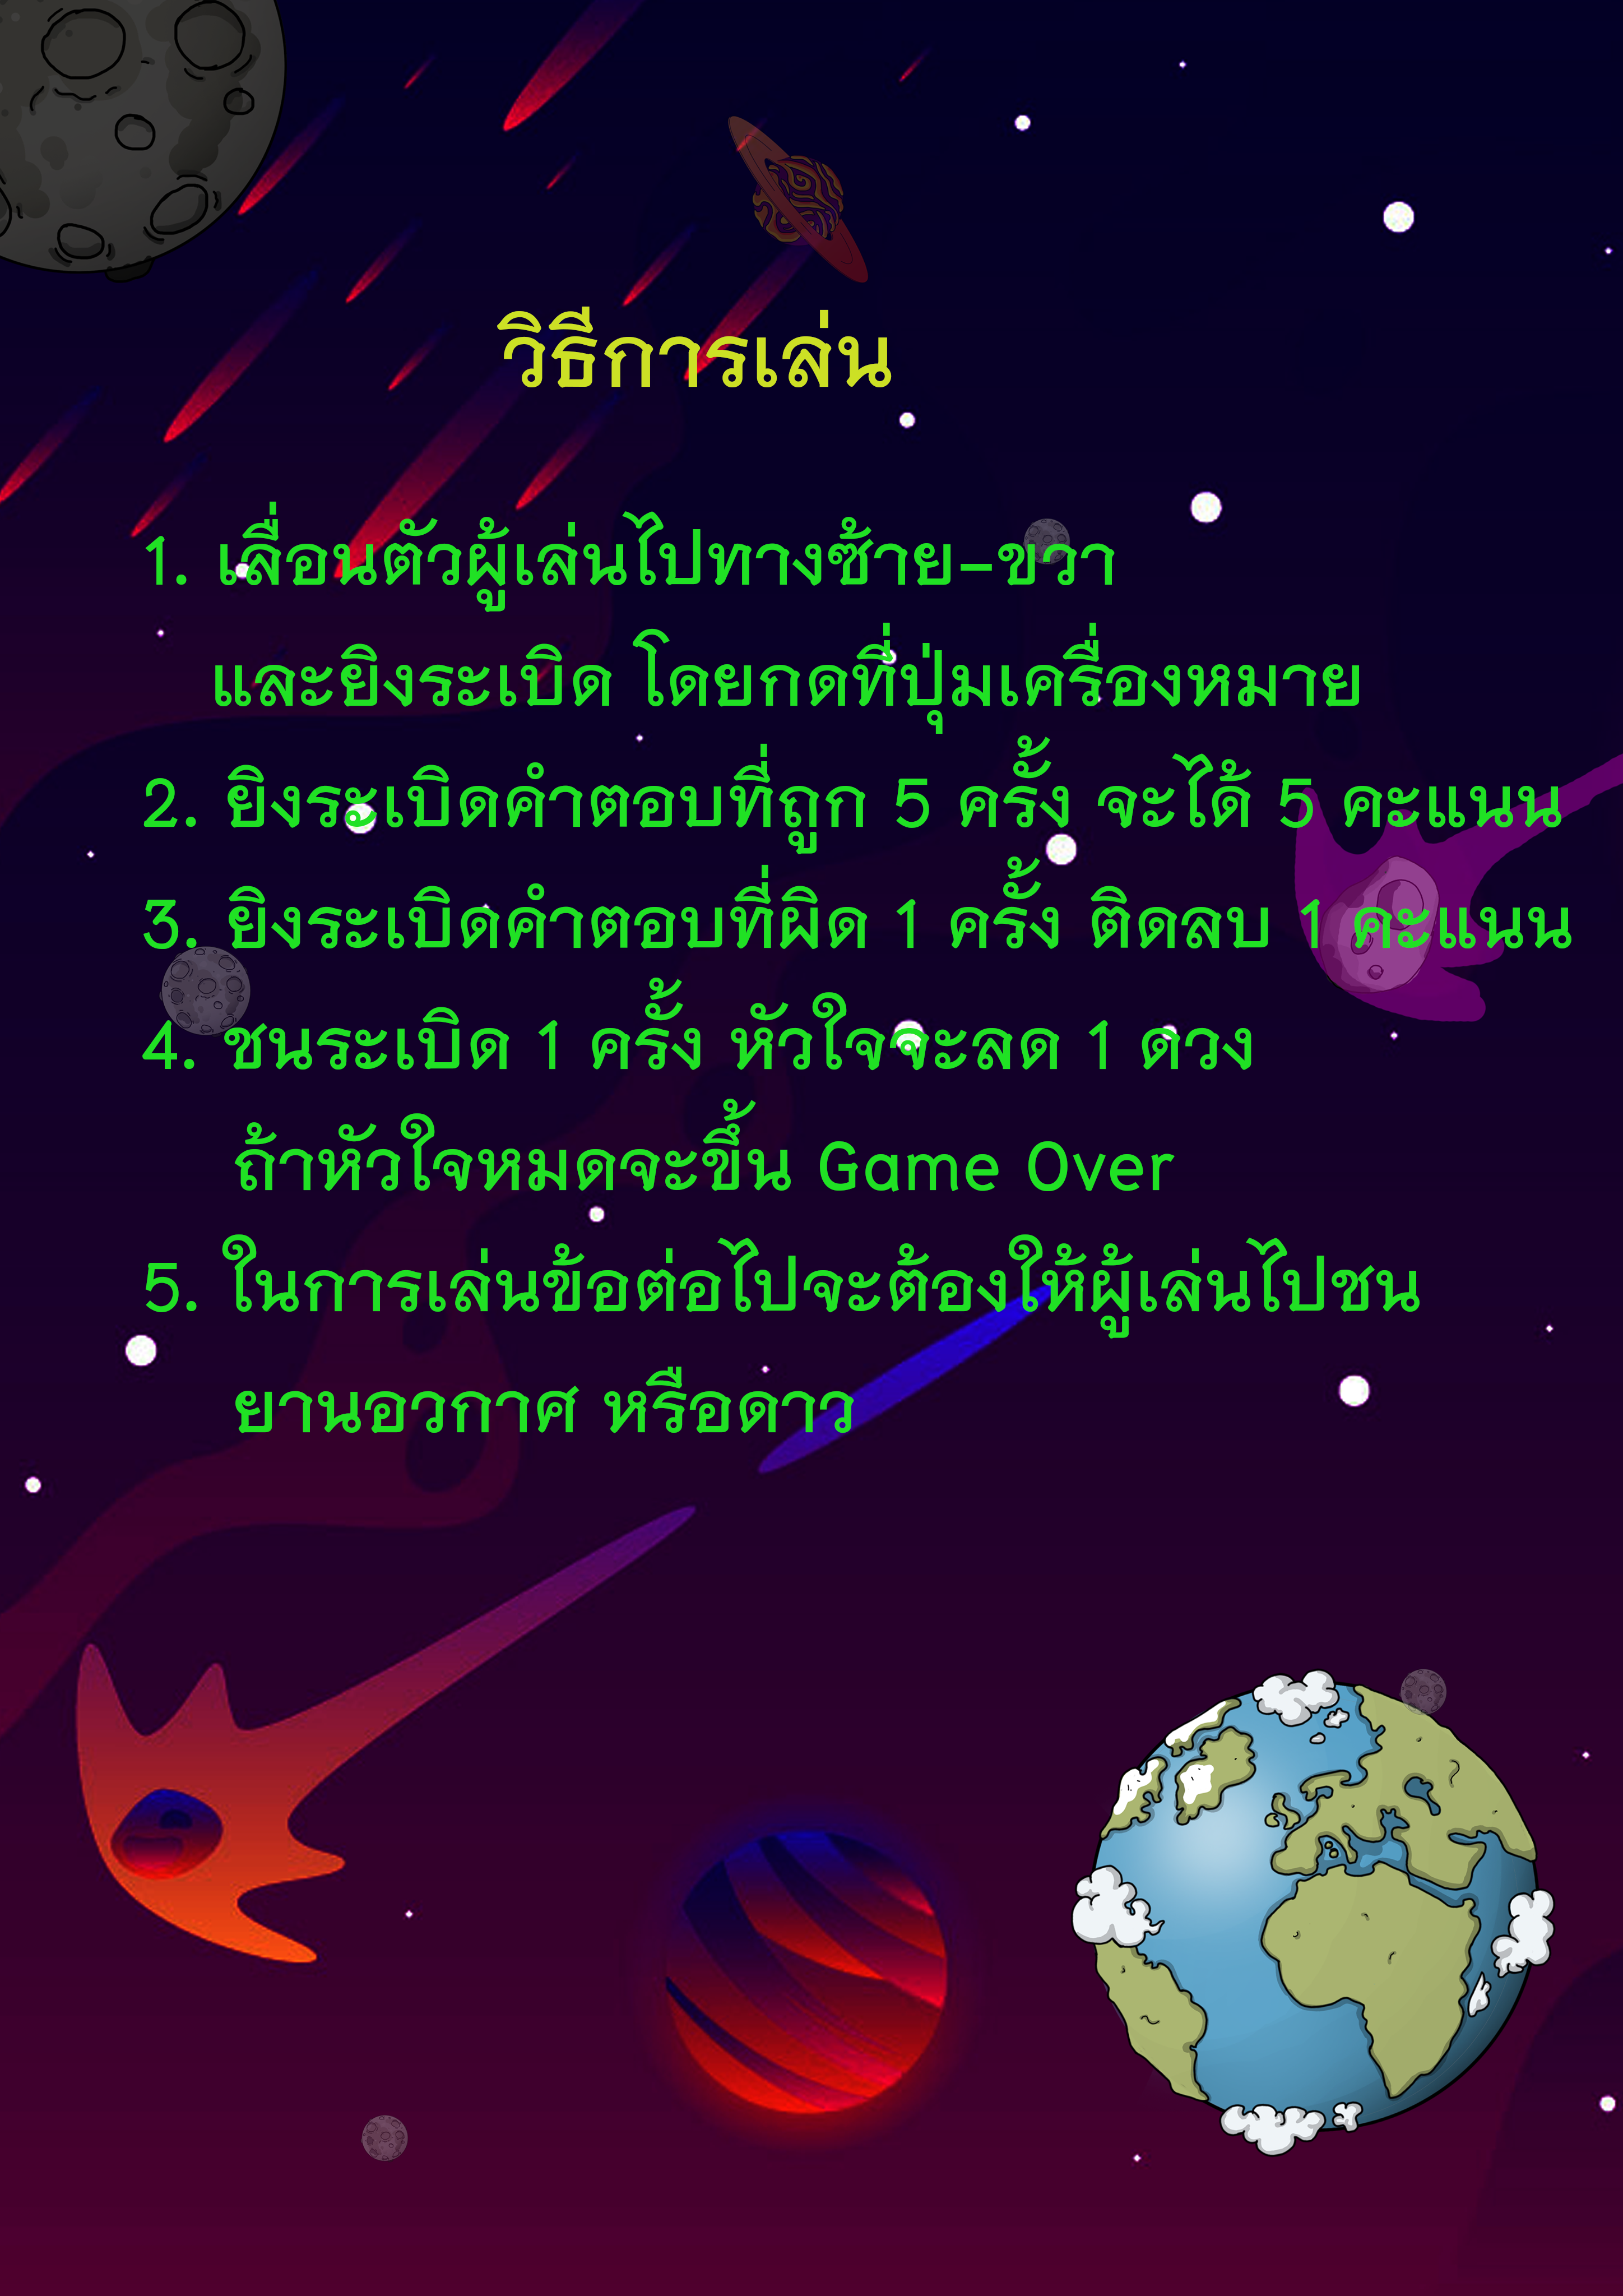 วิธีการเล่น
1. เลื่อนตัวผู้เล่นไปทางซ้าย-ขวา
และยิงระเบิด โดยกดที่ปุ่มเครื่องหมาย
2. ยิงระเบิดคำตอบที่ถูก 5 ครั้ง จะได้ 5 คะแนน
3. ยิงระเบิดคำตอบที่ผิด 1 ครั้ง ติดลบ 1 คะแนน
4. ชนระเบิด 1 ครั้ง หัวใจจะลด 1 ดวง
ถ้าหัวใจหมดจะขึ้น Game Over
5. ในการเล่นข้อต่อไปจะต้องให้ผู้เล่นไปชน
ยานอวกาศ หรือดาว